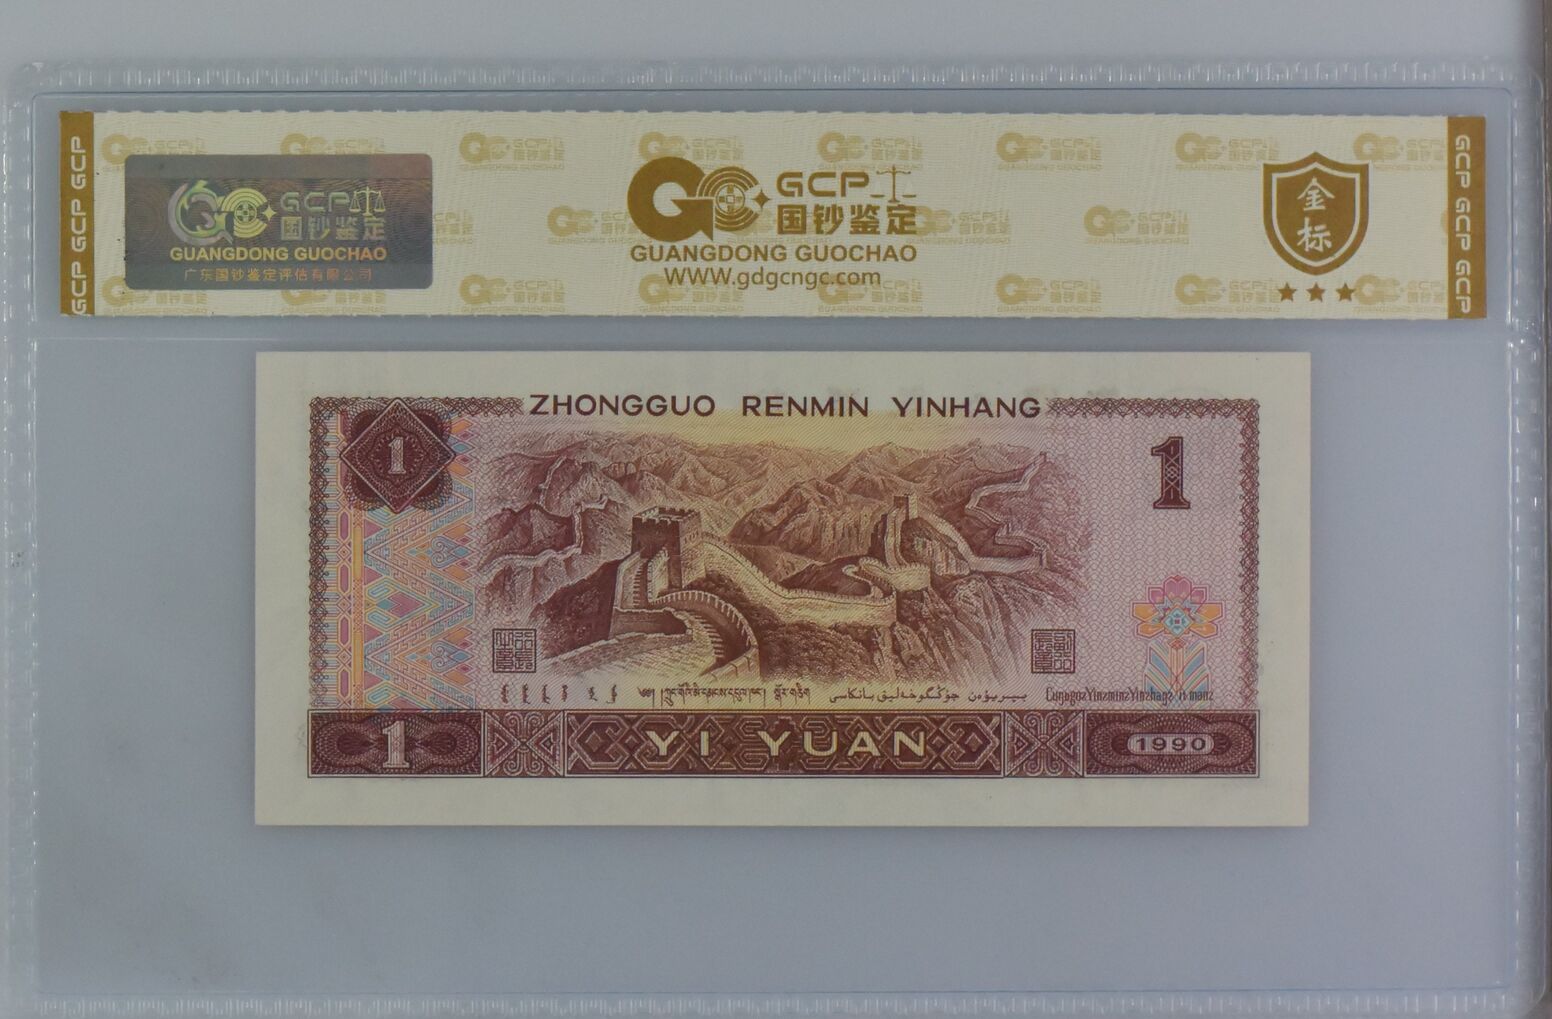 GCP GCP GCP
GCP
国钞鉴定
GUANGDONG GUOCHAO
广东国钞鉴定评估有限公司
GCP
国钞鉴定
GUANGDONG GUOCHAO
WWW.gdgcngc.com
金标
GCP GCP GCP
ZHONGGUO RENMIN YINHANG
1
1
1
YI YUAN
1990